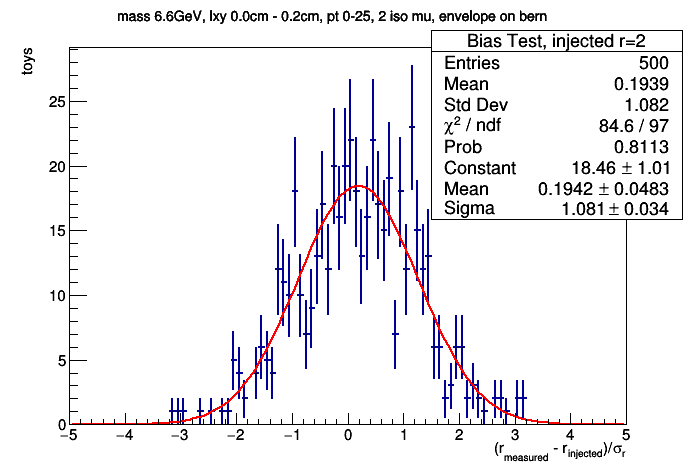 mass 6.6GeV, lxy 0.0cm - 0.2cm, pt 0-25, 2 iso mu, envelope on bern
Bias Test, injected r=2
Entries 500
Mean 0.1939
Std Dev 1.082
χ² / ndf 84.6 / 97
Prob 0.8113
Constant 18.46 ± 1.01
Mean 0.1942 ± 0.0483
Sigma 1.081 ± 0.034
toys
25
20
15
10
5
0
−5 −4 −3 −2 −1 0 1 2 3 4 5
(r_measured - r_injected)/σ_r